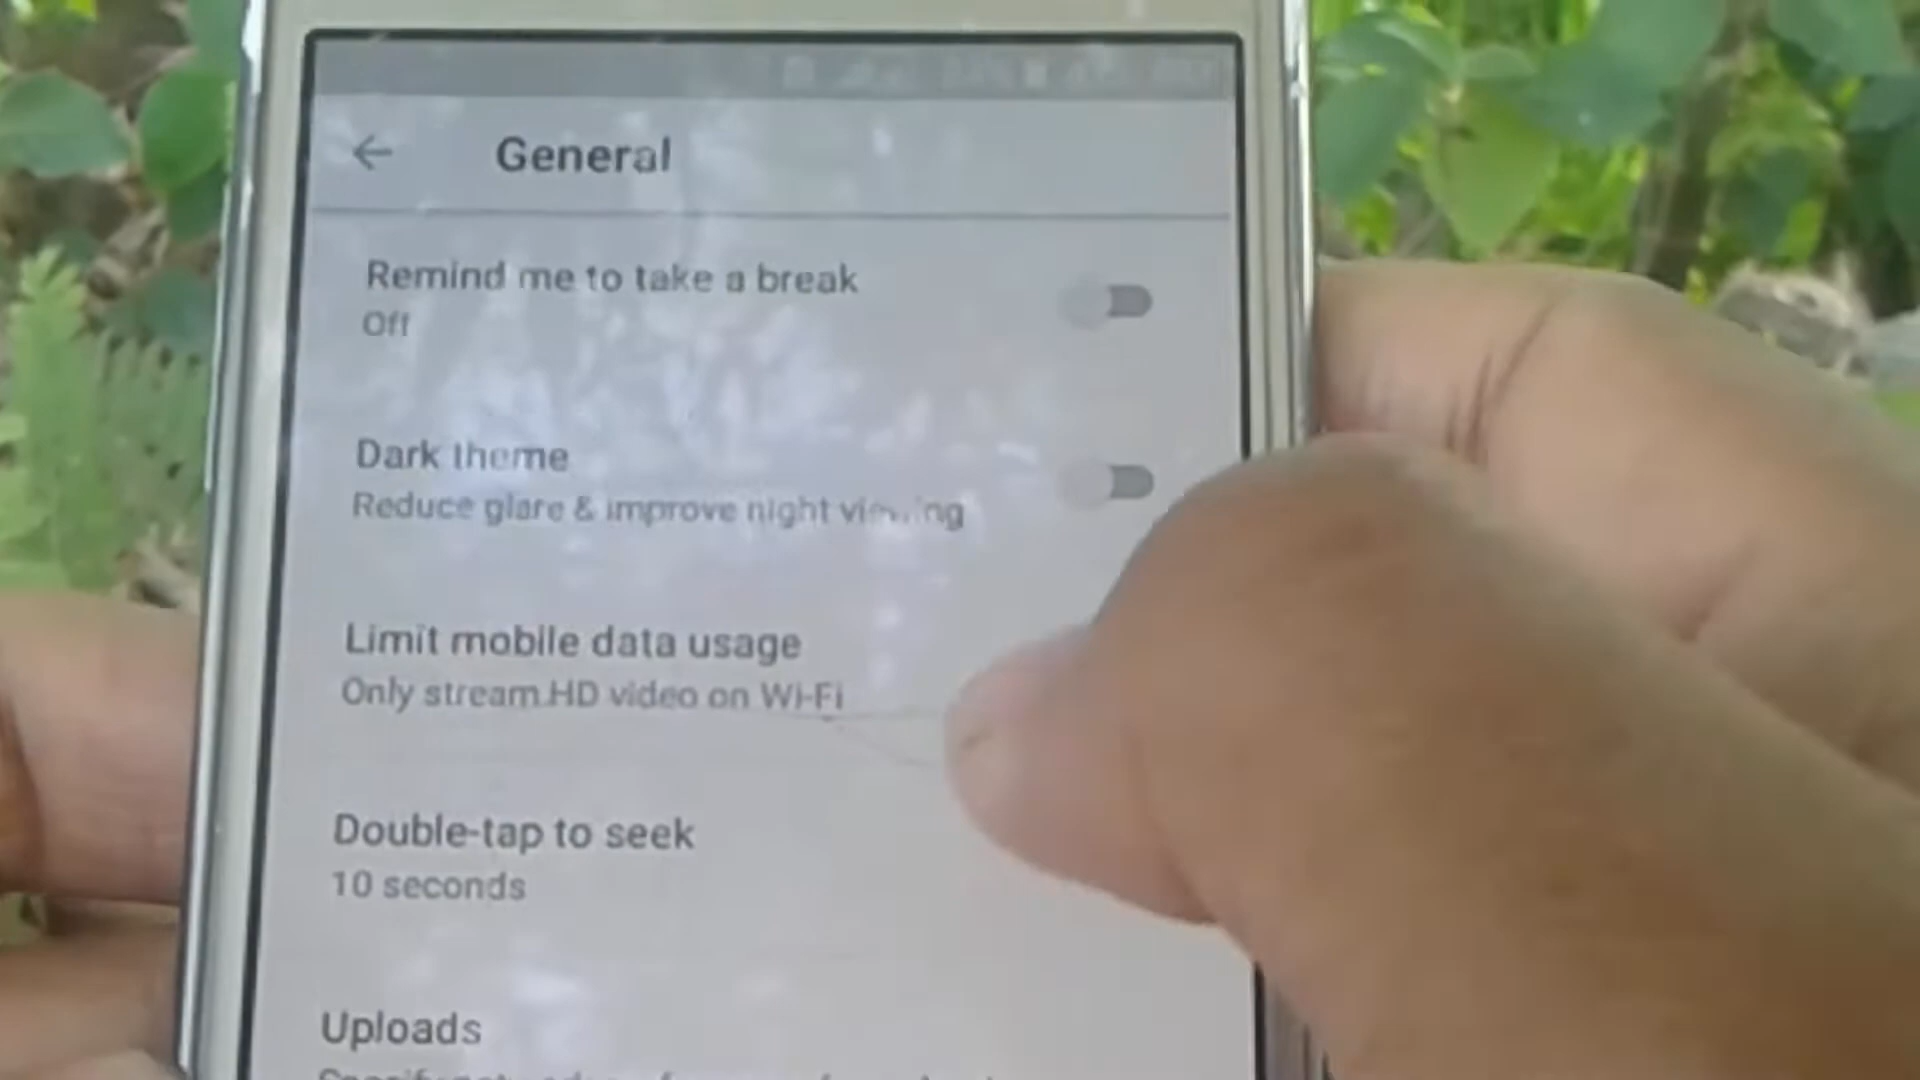 General
Remind me to take a break
Off
Dark theme
Reduce glare & improve night viewing
Limit mobile data usage
Only stream HD video on Wi-Fi
Double-tap to seek
10 seconds
Uploads